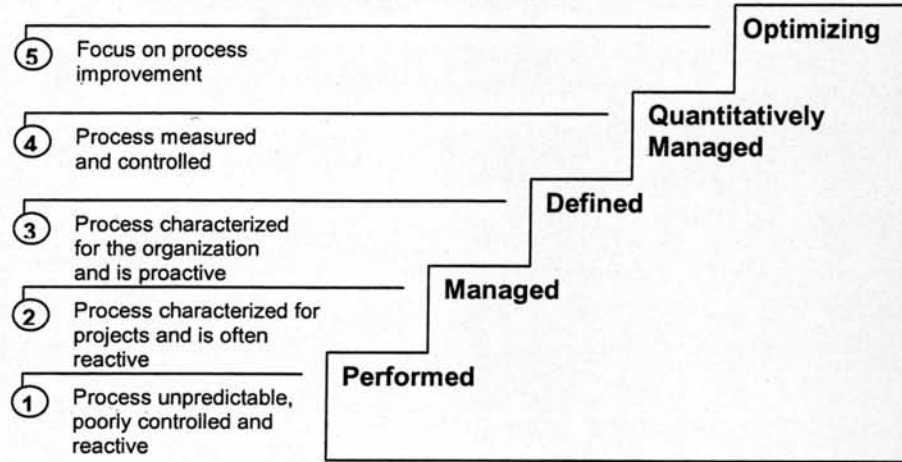 Optimizing
5
Focus on process
improvement
Quantitatively
Managed
4
Process measured
and controlled
Defined
3
Process characterized
for the organization
and is proactive
Managed
2
Process characterized for
projects and is often
reactive
Performed
1
Process unpredictable,
poorly controlled and
reactive